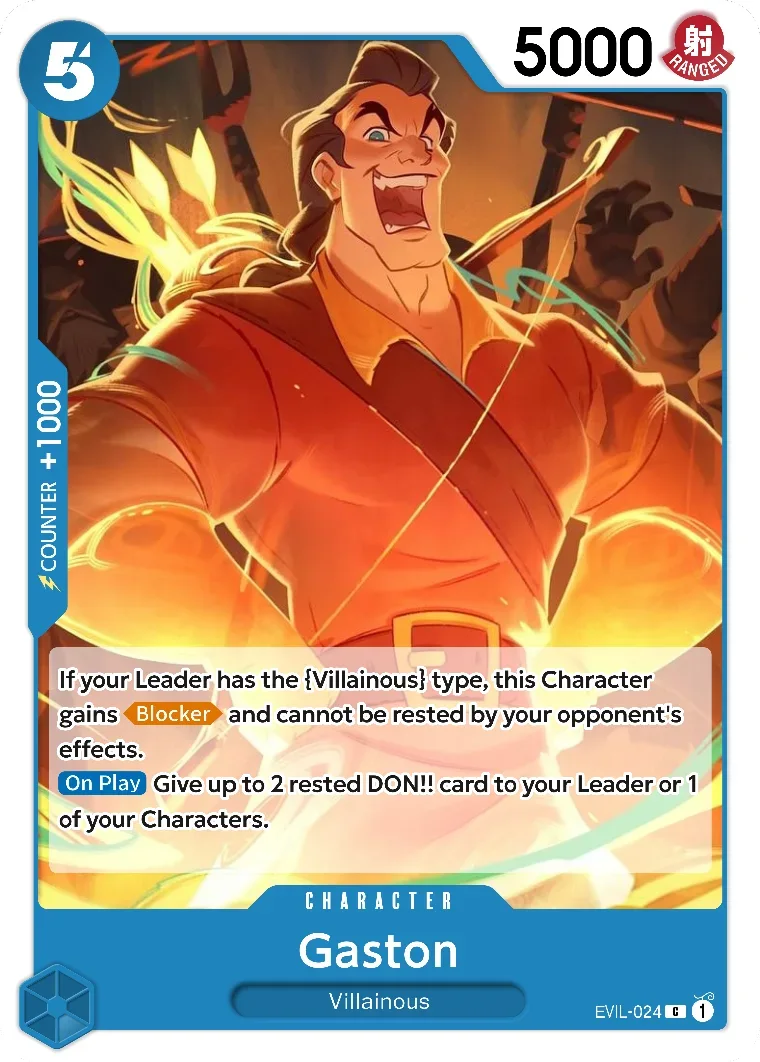 5
5000
射
RANGED
COUNTER +1000
If your Leader has the {Villainous} type, this Character
gains Blocker and cannot be rested by your opponent's
effects.
On Play Give up to 2 rested DON!! card to your Leader or 1
of your Characters.
CHARACTER
Gaston
Villainous
EVIL-024 C 1